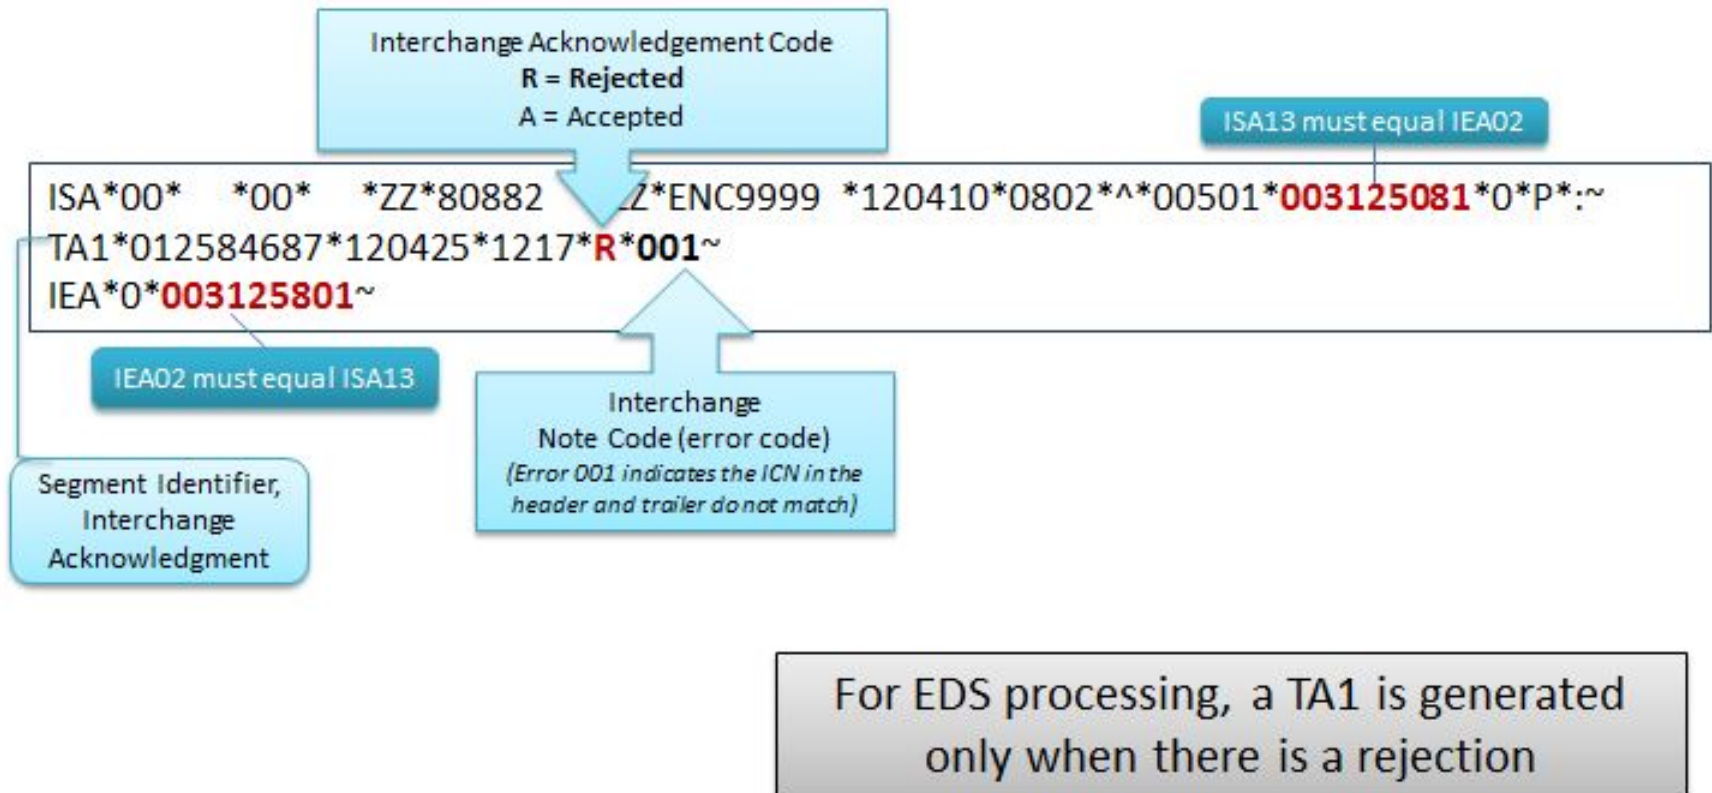 Interchange Acknowledgement Code
R = Rejected
A = Accepted
ISA13 must equal IEA02
ISA*00* *00* *ZZ*80882 ZZ*ENC9999 *120410*0802*^*00501*003125081*0*P*:~
TA1*012584687*120425*1217*R*001~
IEA*0*003125801~
IEA02 must equal ISA13
Interchange
Note Code (error code)
(Error 001 indicates the ICN in the
header and trailer do not match)
Segment Identifier,
Interchange
Acknowledgment
For EDS processing, a TA1 is generated
only when there is a rejection